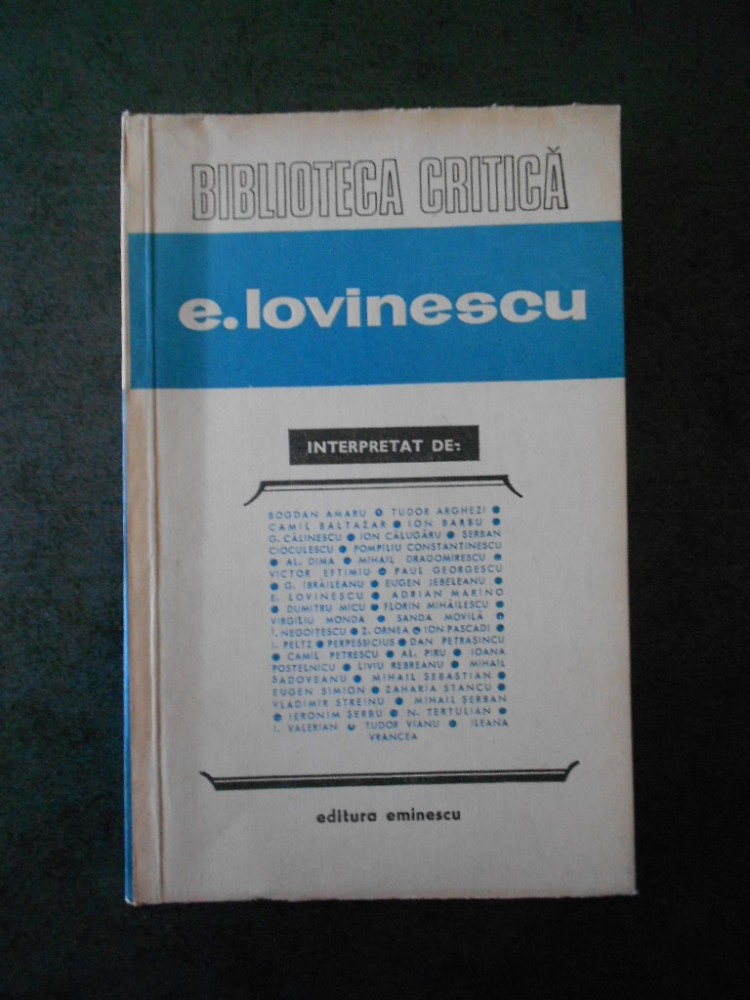 BIBLIOTECA CRITICĂ
e.lovinescu
INTERPRETAT DE:
BOGDAN AMARU • TUDOR ARGHEZI •
CAMIL BALTAZAR • ION BARBU •
G. CĂLINESCU • ION CĂLUGĂRU • ȘERBAN
CIOCULESCU • POMPILIU CONSTANTINESCU
• AL. DIMA • MIHAIL DRAGOMIRESCU •
VICTOR EFTIMIU • PAUL GEORGESCU
• G. IBRĂILEANU • EUGEN JEBELEANU •
E. LOVINESCU • ADRIAN MARINO
• DUMITRU MICU • FLORIN MIHĂILESCU •
VIRGILIU MONDA • SANDA MOVILĂ •
I. NEGOIȚESCU • Z. ORNEA • ION PASCADI •
I. PELTZ • PERPESSICIUS • DAN PETRAȘINCU
• CAMIL PETRESCU • AL. PIRU • IOANA
POSTELNICU • LIVIU REBREANU • MIHAIL
SADOVEANU • MIHAIL SEBASTIAN •
EUGEN SIMION • ZAHARIA STANCU •
VLADIMIR STREINU • MIHAIL ȘERBAN
• IERONIM ȘERBU • N. TERTULIAN •
I. VALERIAN • TUDOR VIANU • ILEANA
VRANCEA
editura eminescu